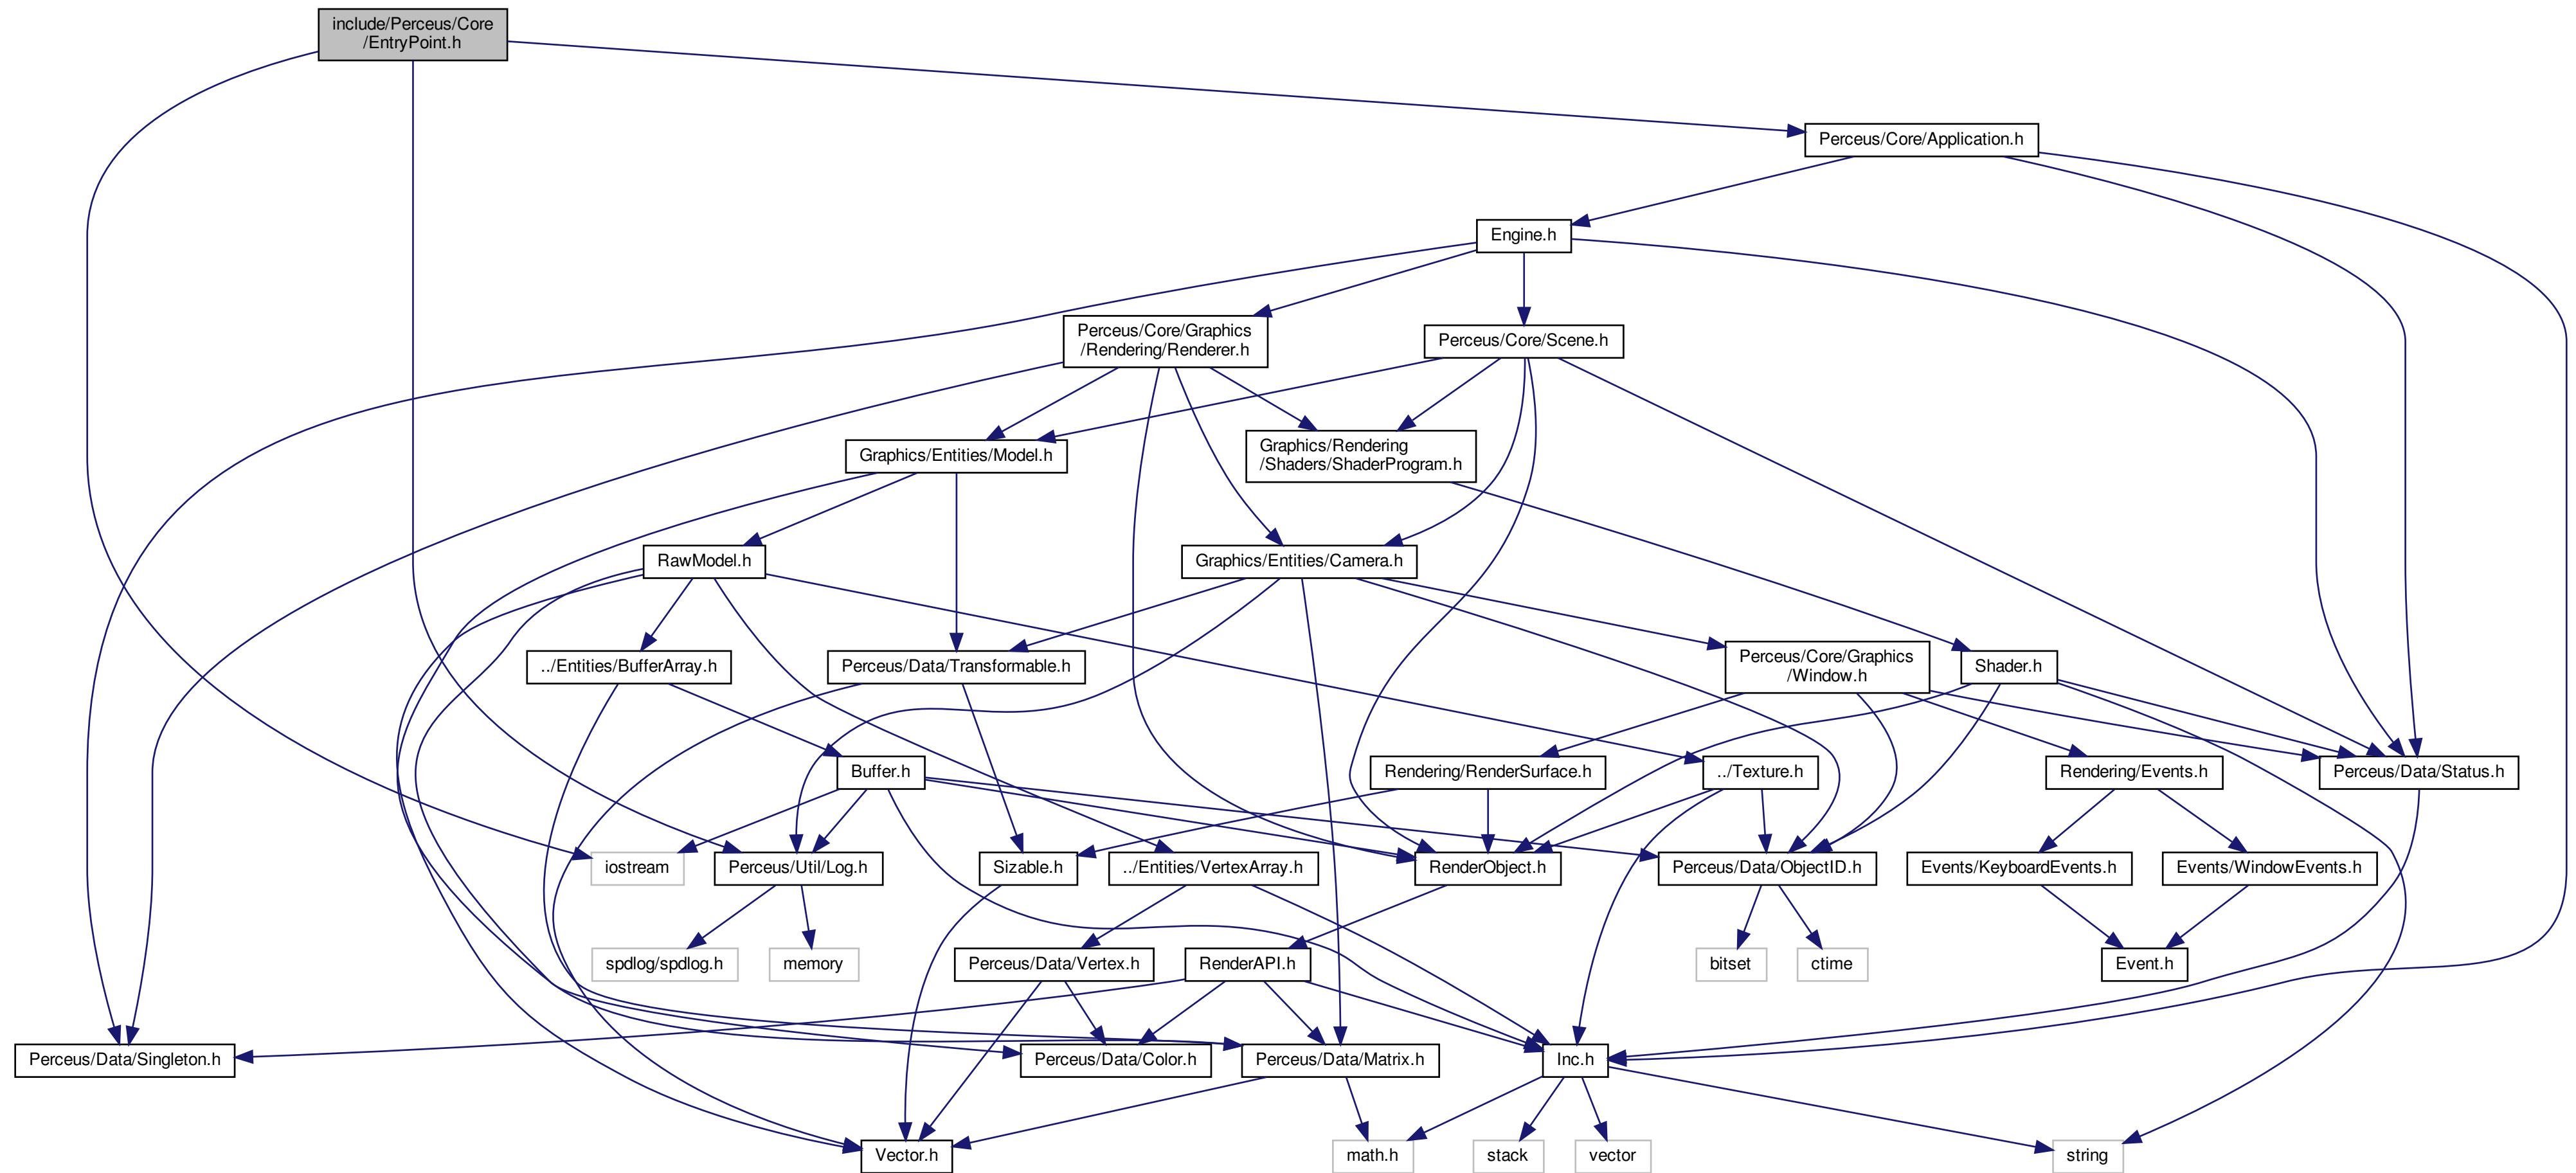 include/Perceus/Core
/EntryPoint.h
Perceus/Core/Application.h
Engine.h
Perceus/Core/Graphics
/Rendering/Renderer.h
Perceus/Core/Scene.h
Graphics/Entities/Model.h
Graphics/Rendering
/Shaders/ShaderProgram.h
RawModel.h
Graphics/Entities/Camera.h
../Entities/BufferArray.h
Perceus/Data/Transformable.h
Perceus/Core/Graphics
/Window.h
Shader.h
Buffer.h
Rendering/RenderSurface.h
../Texture.h
Rendering/Events.h
Perceus/Data/Status.h
iostream
Perceus/Util/Log.h
Sizable.h
../Entities/VertexArray.h
RenderObject.h
Perceus/Data/ObjectID.h
Events/KeyboardEvents.h
Events/WindowEvents.h
spdlog/spdlog.h
memory
Perceus/Data/Vertex.h
RenderAPI.h
bitset
ctime
Event.h
Perceus/Data/Singleton.h
Perceus/Data/Color.h
Perceus/Data/Matrix.h
Inc.h
Vector.h
math.h
stack
vector
string